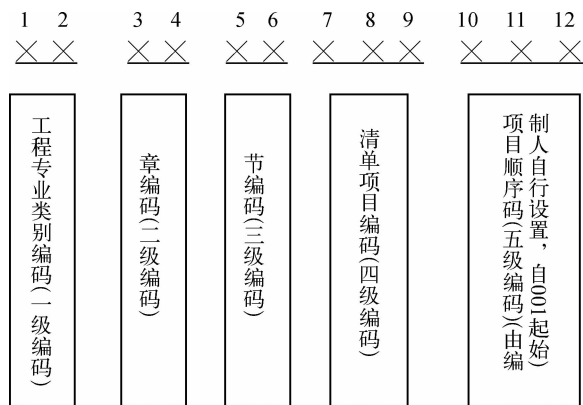 1 2 3 4 5 6 7 8 9 10 11 12
工程专业类别编码(一级编码)
章编码(二级编码)
节编码(三级编码)
清单项目编码(四级编码)
项目顺序码(五级编码)(由编
制人自行设置，自001起始)